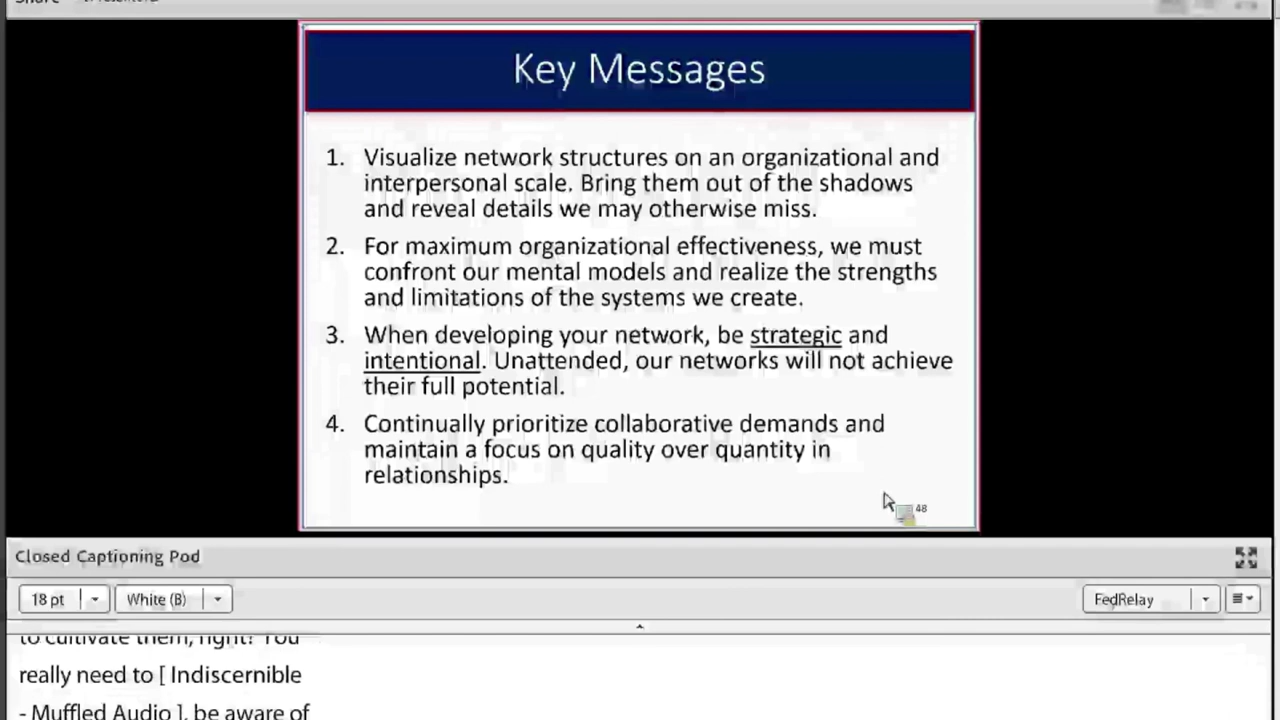 Key Messages
1. Visualize network structures on an organizational and
interpersonal scale. Bring them out of the shadows
and reveal details we may otherwise miss.
2. For maximum organizational effectiveness, we must
confront our mental models and realize the strengths
and limitations of the systems we create.
3. When developing your network, be strategic and
intentional. Unattended, our networks will not achieve
their full potential.
4. Continually prioritize collaborative demands and
maintain a focus on quality over quantity in
relationships.
48
Closed Captioning Pod
18 pt White (B) FedRelay
to cultivate them, right? You
really need to [ Indiscernible
- Muffled Audio ], be aware of